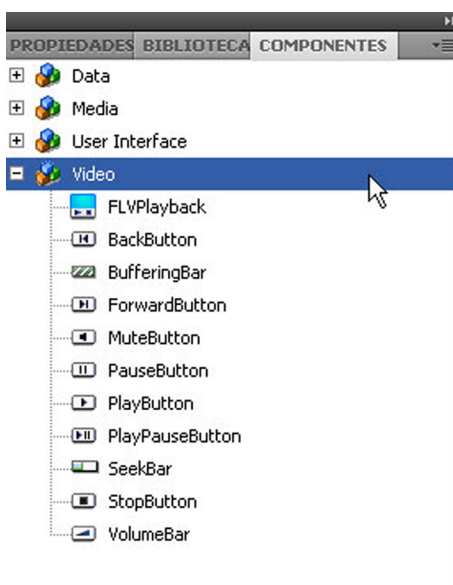 PROPIEDADES BIBLIOTECA COMPONENTES
Data
Media
User Interface
Video
FLVPlayback
BackButton
BufferingBar
ForwardButton
MuteButton
PauseButton
PlayButton
PlayPauseButton
SeekBar
StopButton
VolumeBar